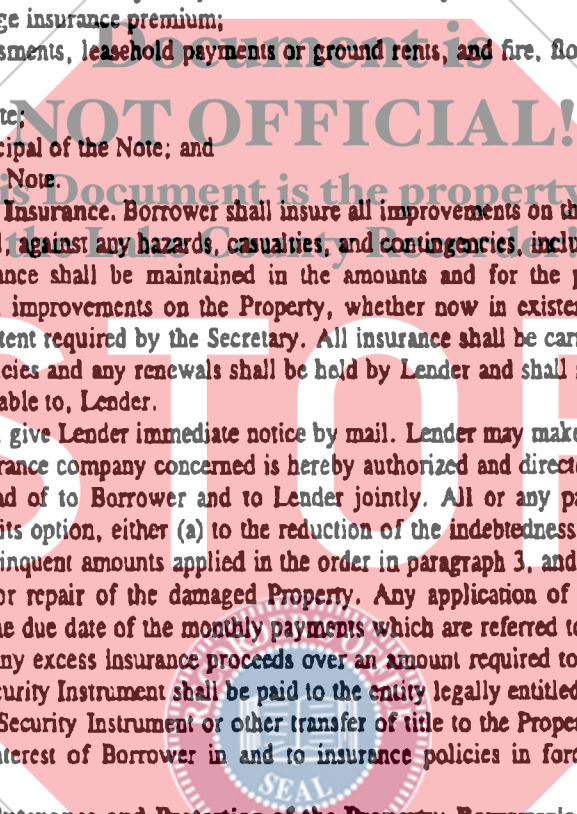 ge insurance premium;
Document is
sments, leasehold payments or ground rents, and fire, flo
te;
NOT OFFICIAL!
cipal of the Note; and
Note.
s Document is the property
Insurance. Borrower shall insure all improvements on th
, against any hazards, casualties, and contingencies, inclu
the Lake County Recorder!
ance shall be maintained in the amounts and for the p
improvements on the Property, whether now in existen
STOP
tent required by the Secretary. All insurance shall be carr
cies and any renewals shall be held by Lender and shall
able to, Lender.
give Lender immediate notice by mail. Lender may make
rance company concerned is hereby authorized and directe
ad of to Borrower and to Lender jointly. All or any pa
its option, either (a) to the reduction of the indebtedness
inquent amounts applied in the order in paragraph 3, and
or repair of the damaged Property. Any application of
he due date of the monthly payments which are referred to
ny excess insurance proceeds over an amount required to
curity Instrument shall be paid to the entity legally entitled
Security Instrument or other transfer of title to the Proper
nterest of Borrower in and to insurance policies in forc
SEAL